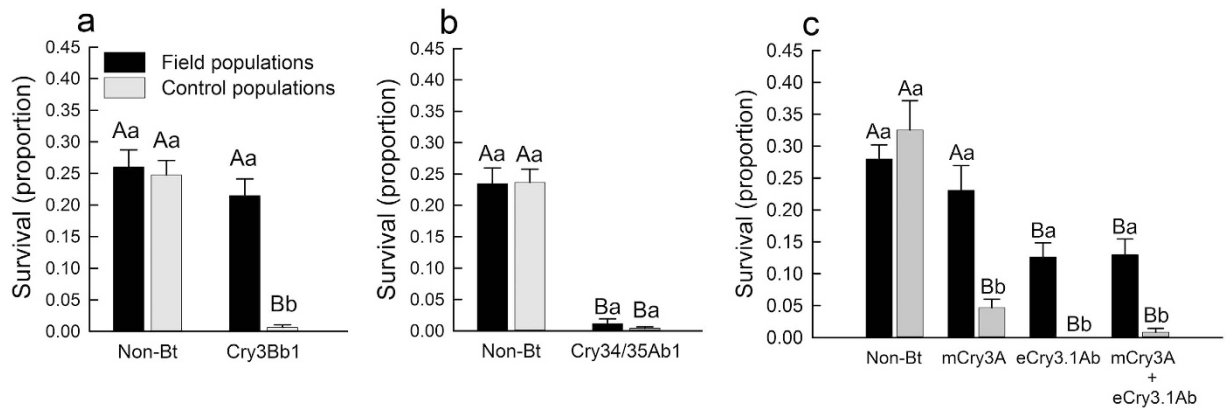 a
Survival (proportion)
0.45
0.40
0.35
0.30
0.25
0.20
0.15
0.10
0.05
0.00
Field populations
Control populations
Aa
Aa
Aa
Bb
Non-Bt
Cry3Bb1
b
Survival (proportion)
0.45
0.40
0.35
0.30
0.25
0.20
0.15
0.10
0.05
0.00
Aa
Aa
Ba
Ba
Non-Bt
Cry34/35Ab1
c
Survival (proportion)
0.45
0.40
0.35
0.30
0.25
0.20
0.15
0.10
0.05
0.00
Aa
Aa
Aa
Bb
Ba
Bb
Ba
Bb
Non-Bt
mCry3A
eCry3.1Ab
mCry3A
+
eCry3.1Ab